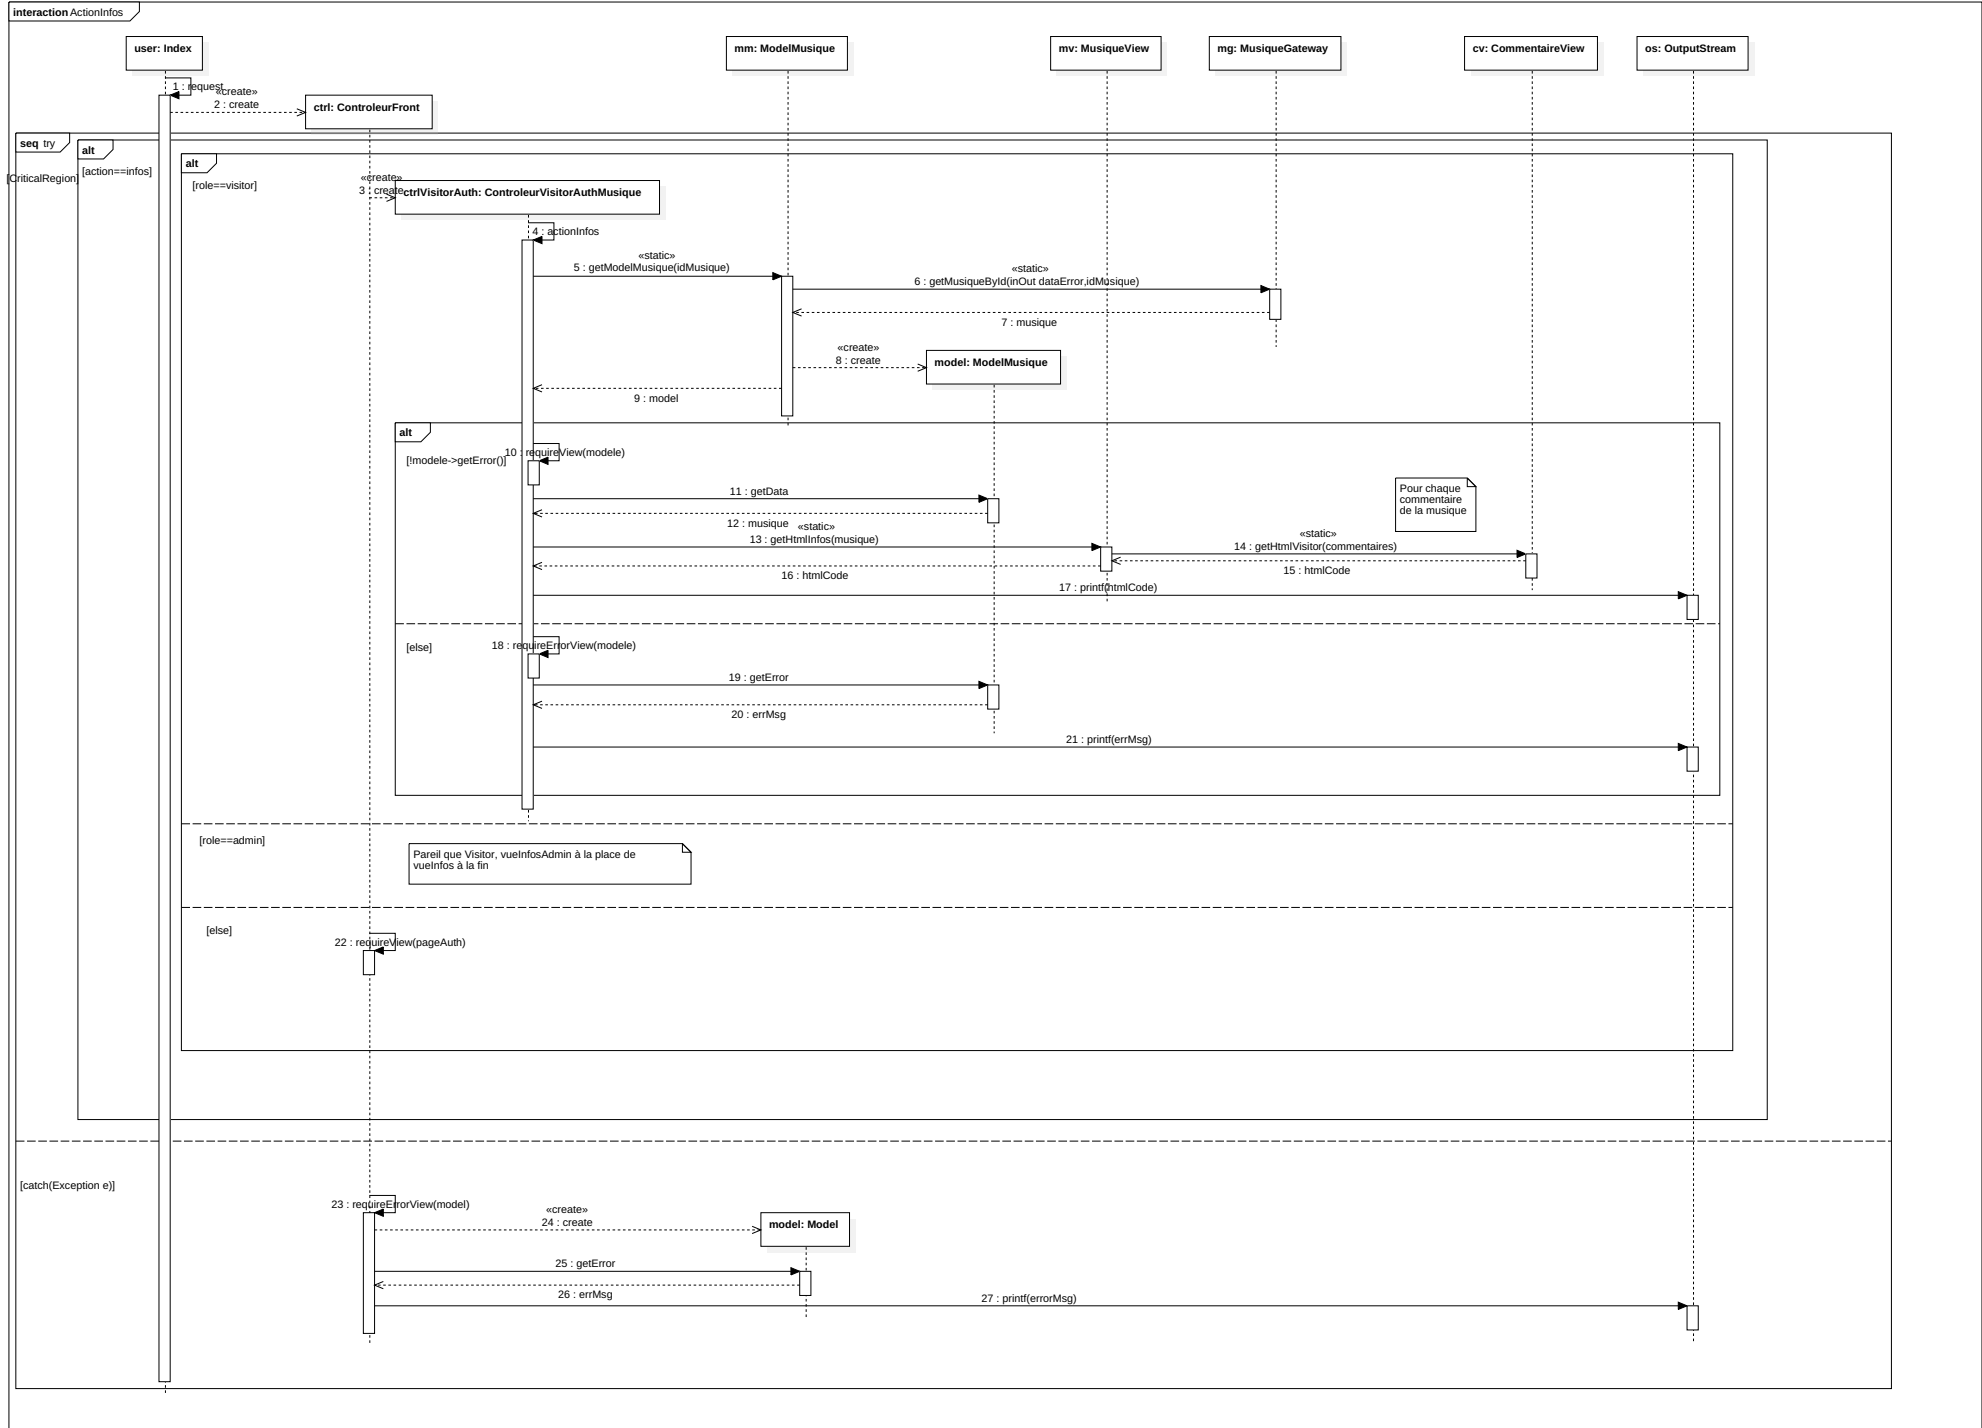 interaction ActionInfos
user: Index
mm: ModelMusique
mv: MusiqueView
mg: MusiqueGateway
cv: CommentaireView
os: OutputStream
1 : request
«create»
2 : create
ctrl: ControleurFront
seq try
alt
[CriticalRegion]
[action==infos]
alt
[role==visitor]
«create»
3 : create
ctrlVisitorAuth: ControleurVisitorAuthMusique
4 : actionInfos
«static»
5 : getModelMusique(idMusique)
«static»
6 : getMusiqueById(inOut dataError,idMusique)
7 : musique
«create»
8 : create
model: ModelMusique
9 : model
alt
[!modele->getError()]
10 : requireView(modele)
11 : getData
Pour chaque
commentaire
de la musique
12 : musique
«static»
13 : getHtmlInfos(musique)
«static»
14 : getHtmlVisitor(commentaires)
15 : htmlCode
16 : htmlCode
17 : printf(htmlCode)
[else]
18 : requireErrorView(modele)
19 : getError
20 : errMsg
21 : printf(errMsg)
[role==admin]
Pareil que Visitor, vueInfosAdmin à la place de
vueInfos à la fin
[else]
22 : requireView(pageAuth)
[catch(Exception e)]
23 : requireErrorView(model)
«create»
24 : create
model: Model
25 : getError
26 : errMsg
27 : printf(errorMsg)